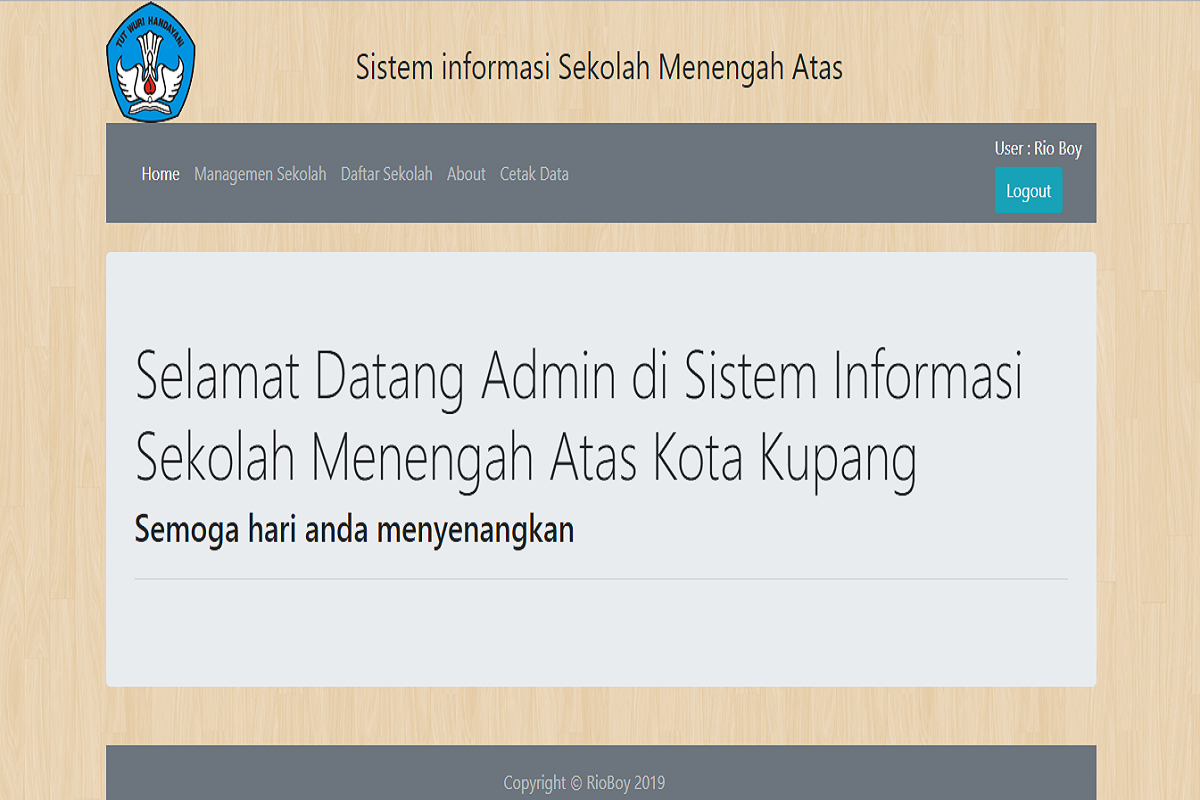 TUT WURI HANDAYANI
Sistem informasi Sekolah Menengah Atas
User : Rio Boy
Home Managemen Sekolah Daftar Sekolah About Cetak Data
Logout
Selamat Datang Admin di Sistem Informasi
Sekolah Menengah Atas Kota Kupang
Semoga hari anda menyenangkan
Copyright © RioBoy 2019